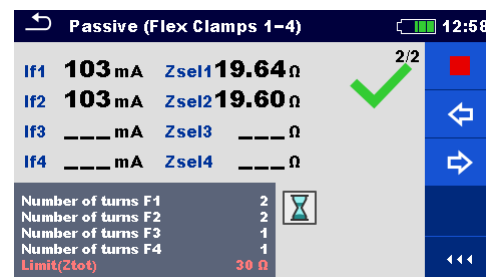 Passive (Flex Clamps 1–4) 12:58
2/2
If1 103 mA Zsel1 19.64 Ω
If2 103 mA Zsel2 19.60 Ω
If3 ___ mA Zsel3 ___ Ω
If4 ___ mA Zsel4 ___ Ω
Number of turns F1 2
Number of turns F2 2
Number of turns F3 1
Number of turns F4 1
Limit(Ztot) 30 Ω